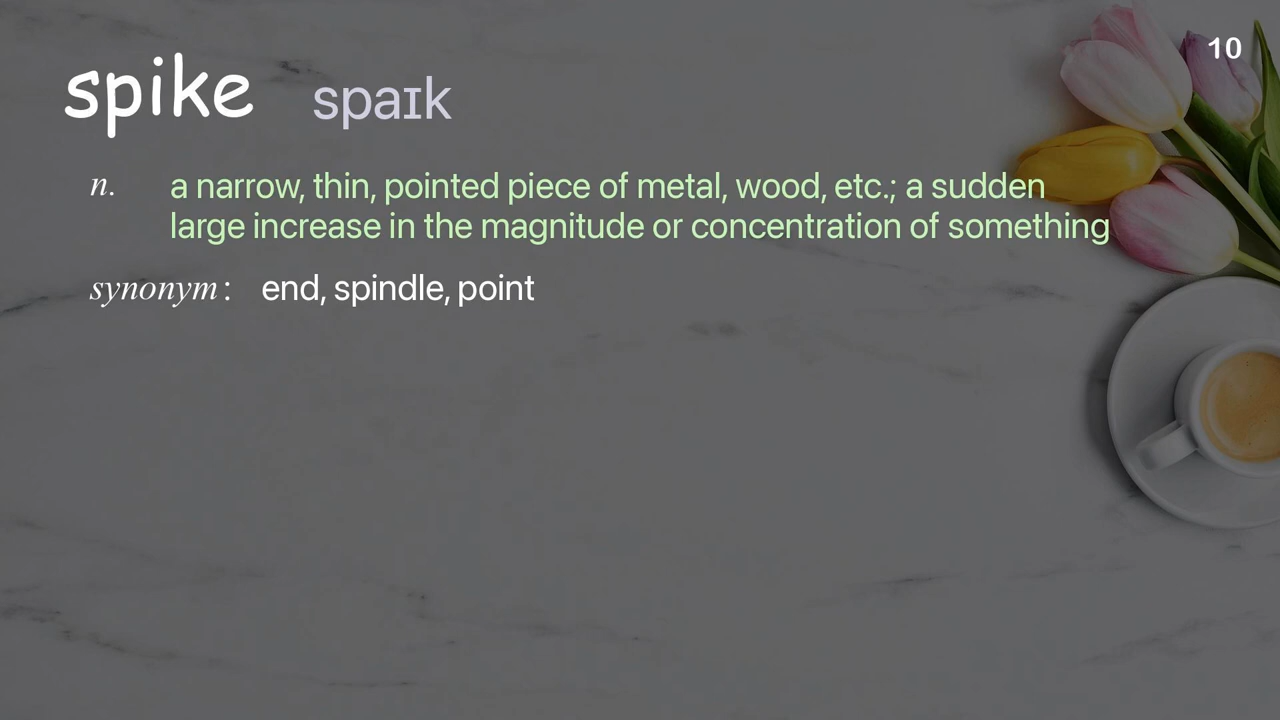 10
spike spaɪk
n. a narrow, thin, pointed piece of metal, wood, etc.; a sudden
large increase in the magnitude or concentration of something
synonym: end, spindle, point